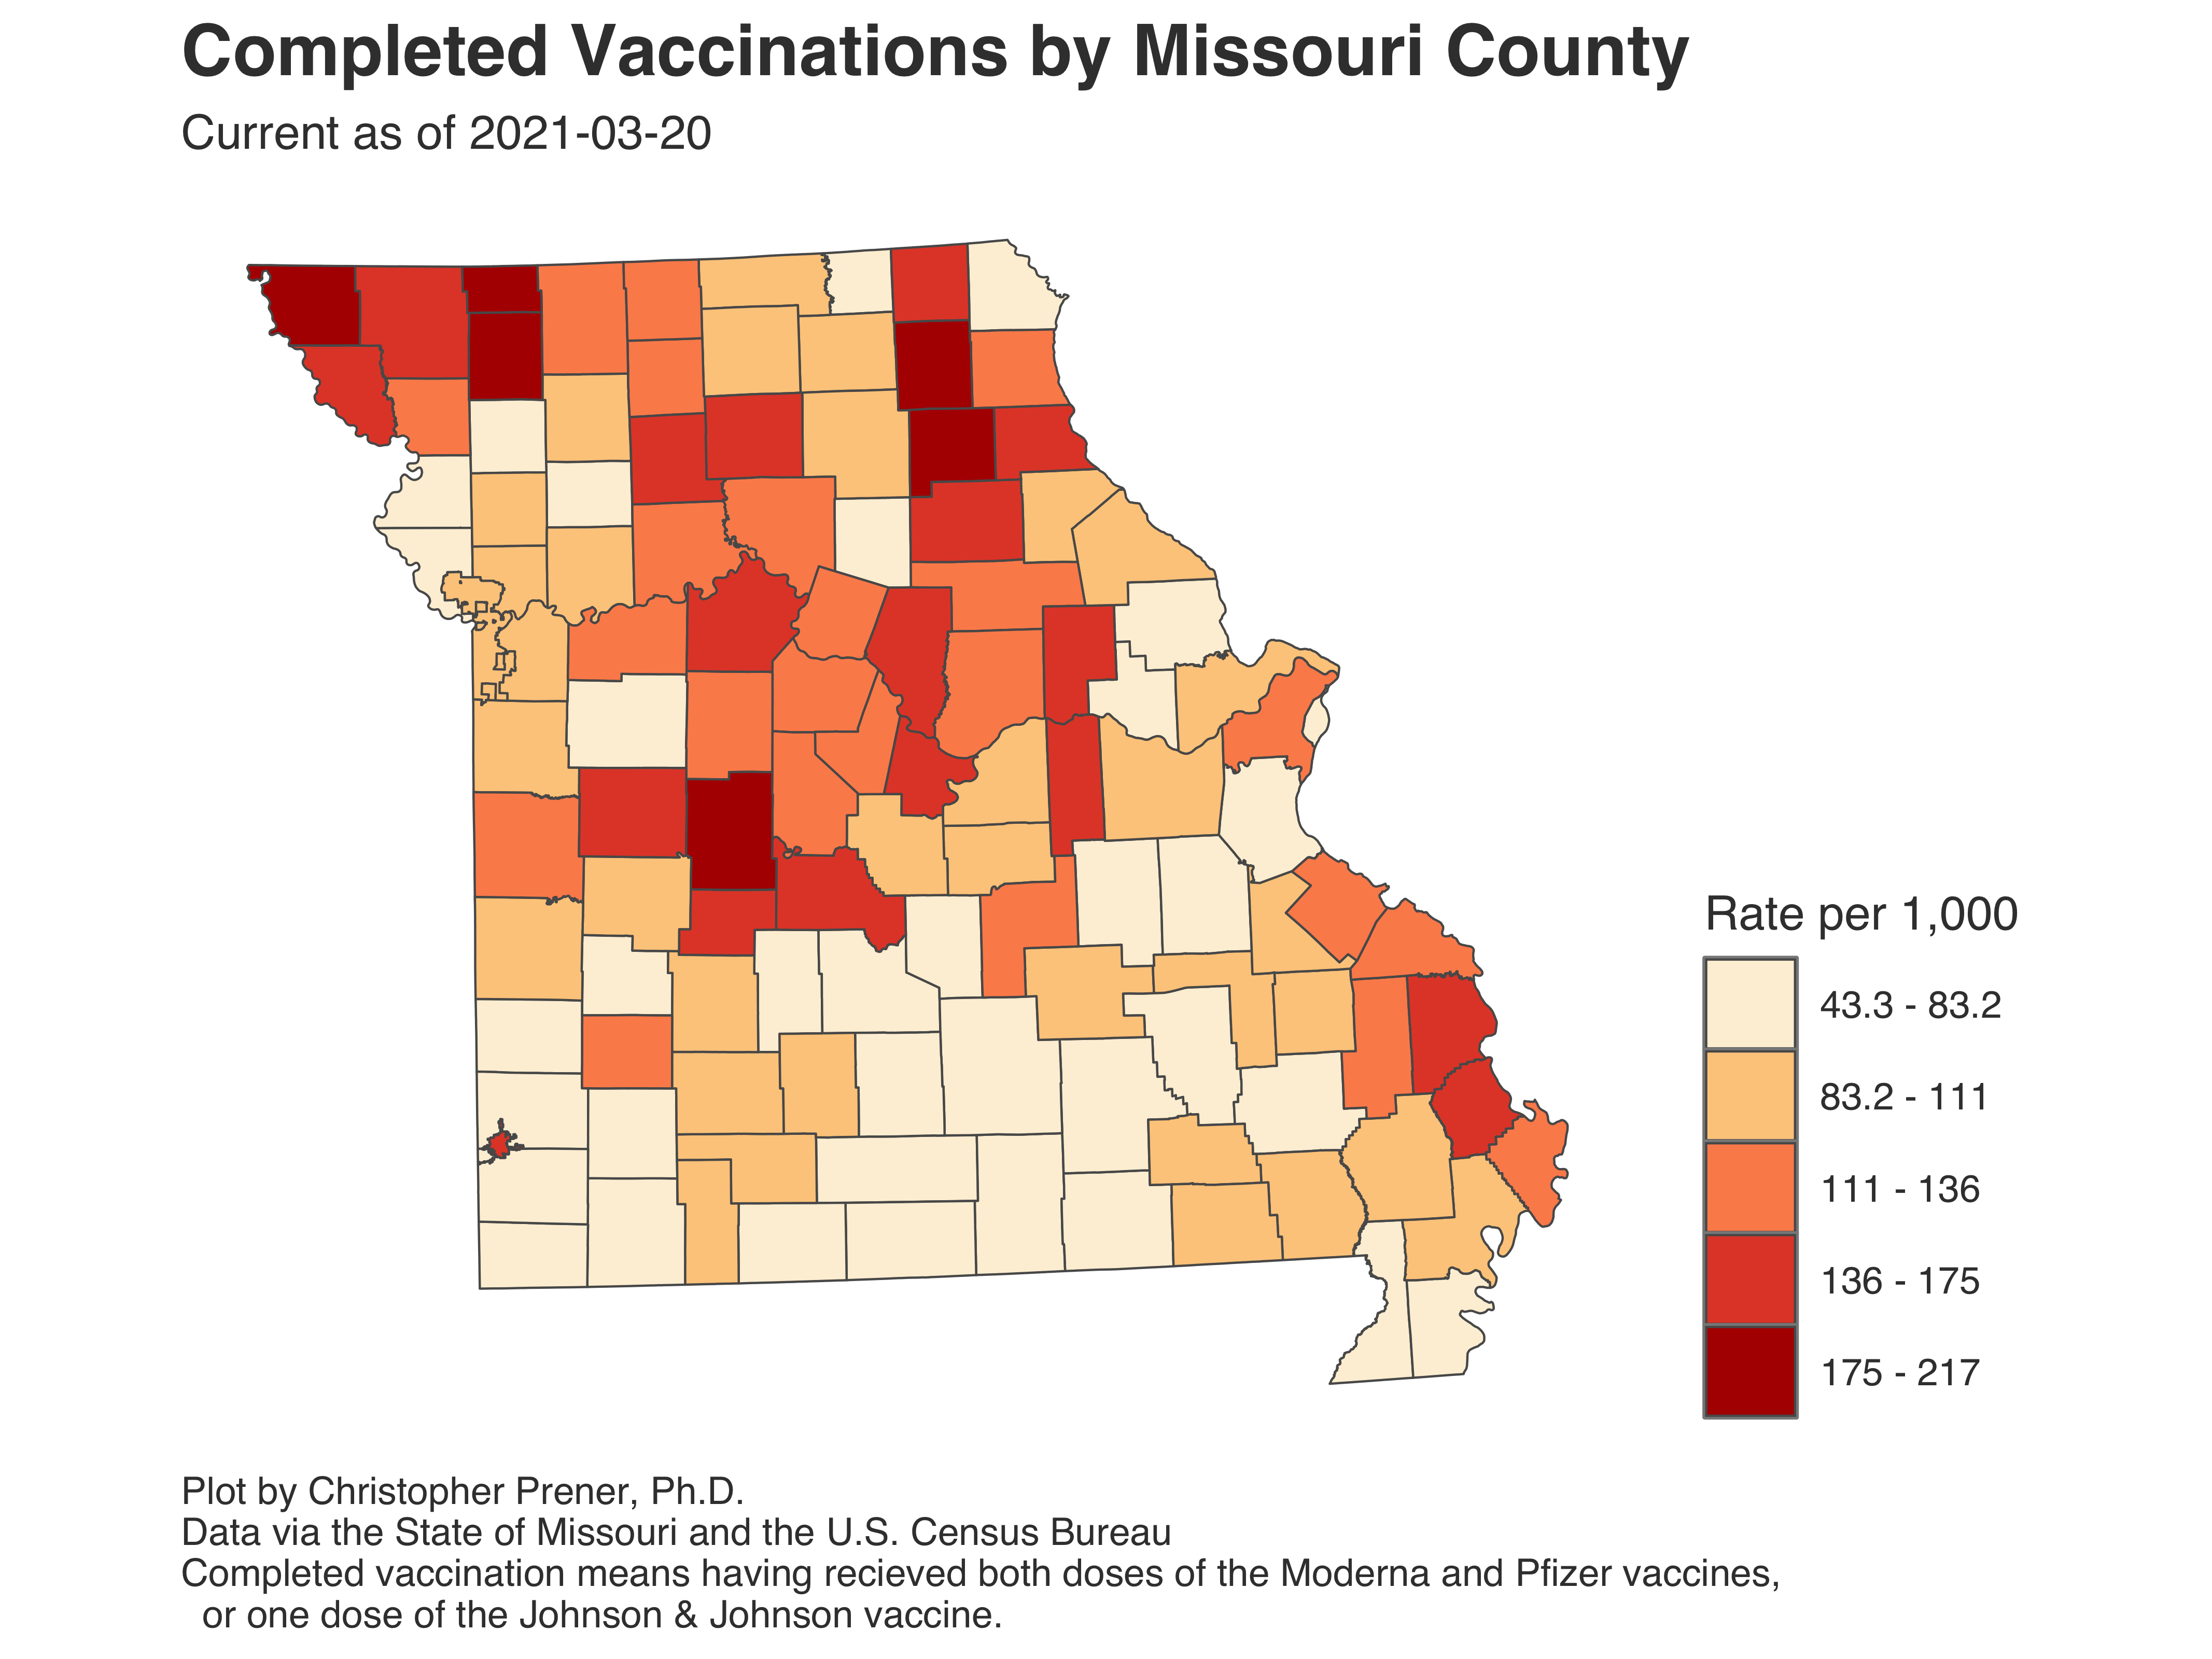 Completed Vaccinations by Missouri County
Current as of 2021-03-20
Rate per 1,000
43.3 - 83.2
83.2 - 111
111 - 136
136 - 175
175 - 217
Plot by Christopher Prener, Ph.D.
Data via the State of Missouri and the U.S. Census Bureau
Completed vaccination means having recieved both doses of the Moderna and Pfizer vaccines,
or one dose of the Johnson & Johnson vaccine.